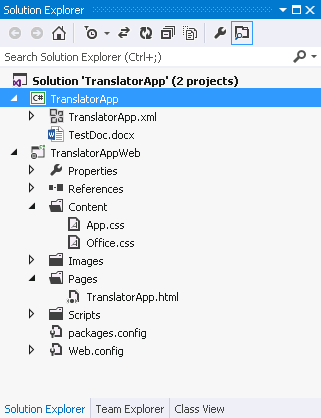 Solution Explorer
Search Solution Explorer (Ctrl+;)
Solution 'TranslatorApp' (2 projects)
C# TranslatorApp
TranslatorApp.xml
TestDoc.docx
TranslatorAppWeb
Properties
References
Content
App.css
Office.css
Images
Pages
TranslatorApp.html
Scripts
packages.config
Web.config
Solution Explorer Team Explorer Class View